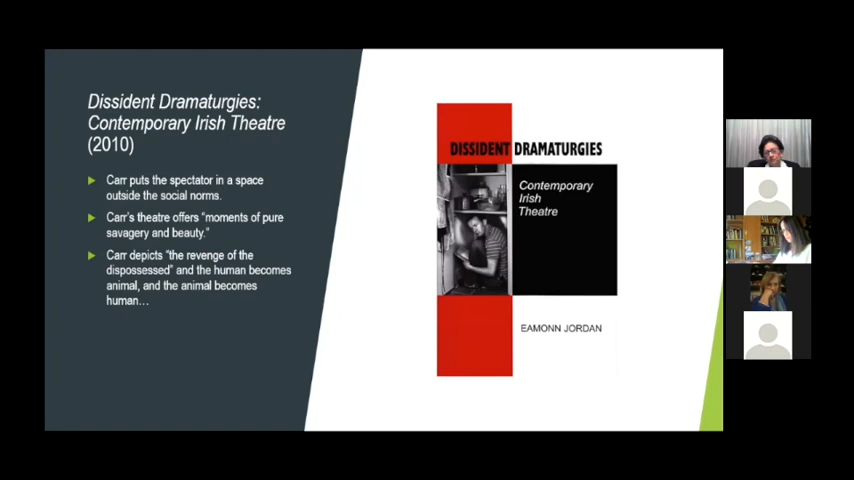 Dissident Dramaturgies:
Contemporary Irish Theatre
(2010)
Carr puts the spectator in a space
outside the social norms.
Carr's theatre offers “moments of pure
savagery and beauty.”
Carr depicts “the revenge of the
dispossessed” and the human becomes
animal, and the animal becomes
human…
DISSIDENT DRAMATURGIES
Contemporary
Irish
Theatre
EAMONN JORDAN